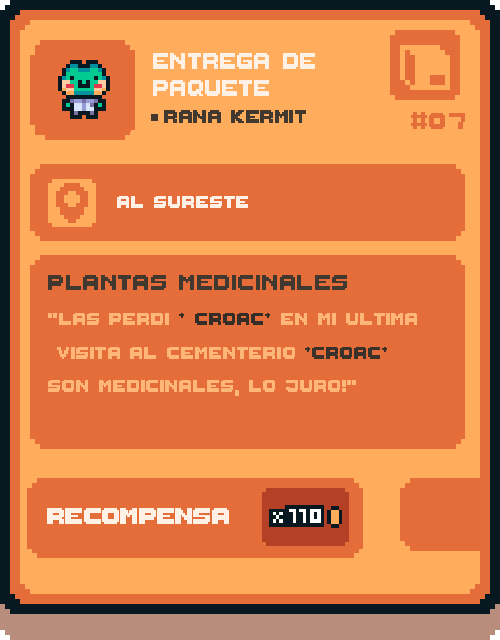 ENTREGA DE
PAQUETE
▪ RANA KERMIT
#07
AL SURESTE
PLANTAS MEDICINALES
"LAS PERDI * CROAC* EN MI ULTIMA
VISITA AL CEMENTERIO *CROAC*
SON MEDICINALES, LO JURO!"
RECOMPENSA
x110